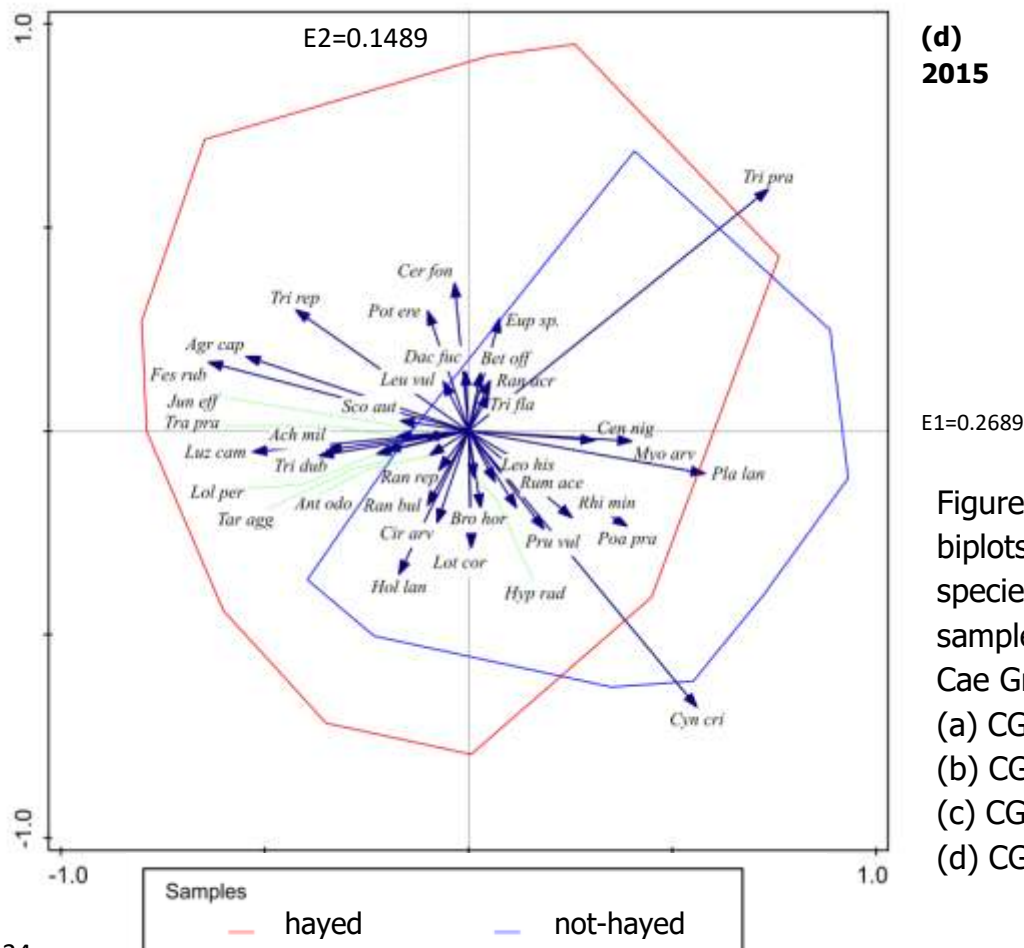 1.0
E2=0.1489
(d)
2015
Tri pra
Cer fon
Tri rep
Pot ere
Eup sp.
Agr cap
Dac fuc
Bet off
Fes rub
Leu vul
Ran acr
Jun eff
Sco aut
Tri fla
Tra pra
E1=0.2689
Ach mil
Cen nig
Luz cam
Myo arv
Tri dub
Leo his
Pla lan
Ran rep
Rum ace
Lol per
Ant odo
Ran bul
Rhi min
Tar agg
Bro hor
Cir arv
Pru vul
Poa pra
Lot cor
Hol lan
Hyp rad
Cyn cri
Figure
biplots
species
sample
Cae Gr
(a) CG
(b) CG
(c) CG
(d) CG
-1.0
-1.0
1.0
Samples
hayed
not-hayed